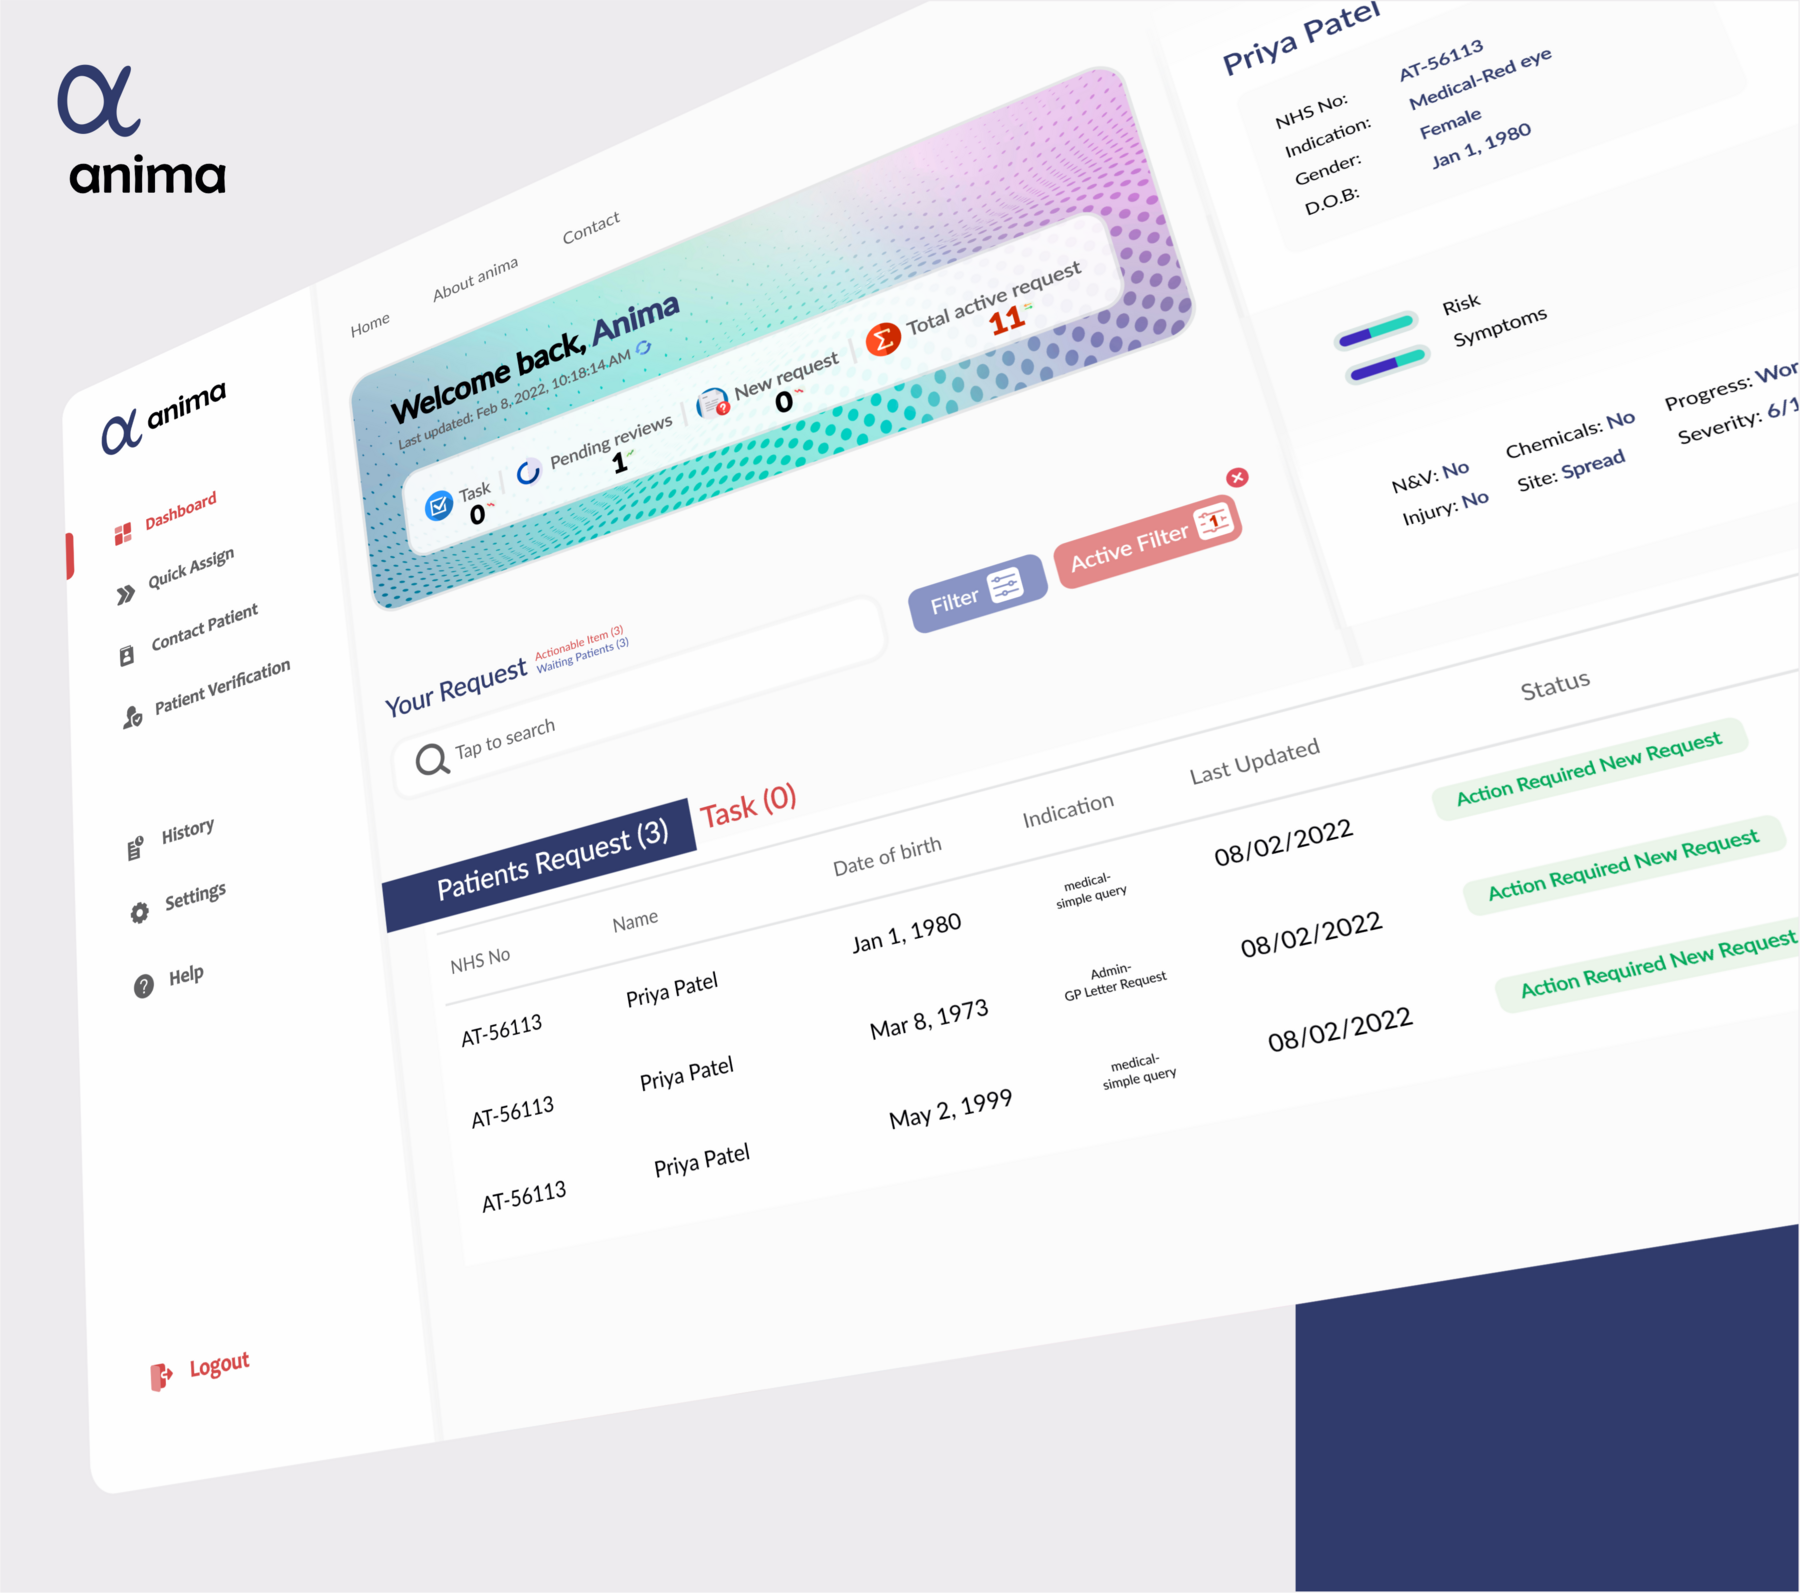 α
anima
α anima
Dashboard
Quick Assign
Contact Patient
Patient Verification
History
Settings
Help
Logout
Home
About anima
Contact
Welcome back, Anima
Last updated: Feb 8, 2022, 10:18:14 AM
Task
0
Pending reviews
1
New request
0
Total active request
11
Your Request
Actionable Item (3)
Waiting Patients (3)
Tap to search
Filter
Active Filter 1
Patients Request (3)
Task (0)
NHS No Name Date of birth Indication Last Updated Status
AT-56113 Priya Patel Jan 1, 1980 medical-
simple query 08/02/2022 Action Required New Request
AT-56113 Priya Patel Mar 8, 1973 Admin-
GP Letter Request 08/02/2022 Action Required New Request
AT-56113 Priya Patel May 2, 1999 medical-
simple query 08/02/2022 Action Required New Request
Priya Patel
NHS No: AT-56113
Indication: Medical-Red eye
Gender: Female
D.O.B: Jan 1, 1980
Risk
Symptoms
N&V: No Chemicals: No Progress: Wor
Injury: No Site: Spread Severity: 6/1